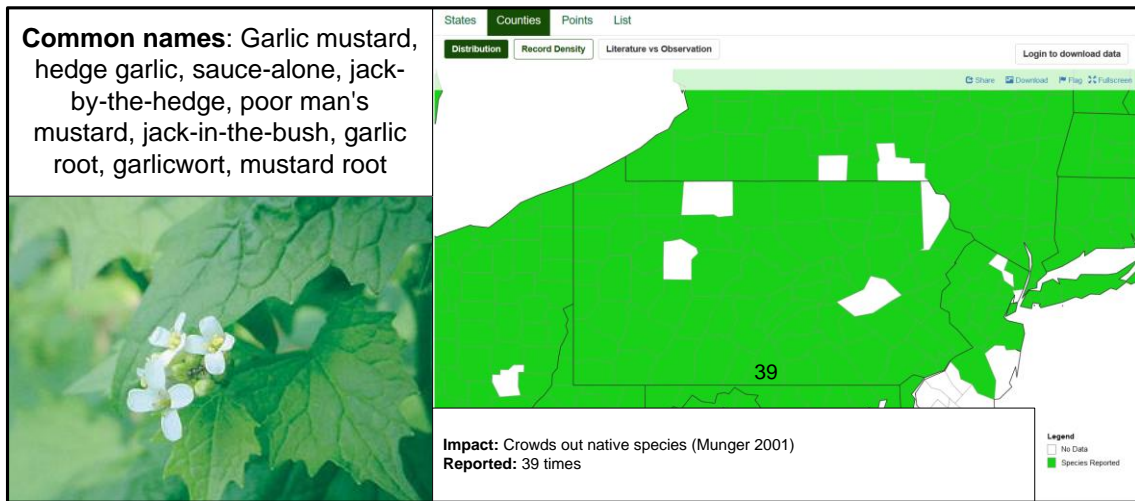 Common names: Garlic mustard,
hedge garlic, sauce-alone, jack-
by-the-hedge, poor man's
mustard, jack-in-the-bush, garlic
root, garlicwort, mustard root
States Counties Points List
Distribution Record Density Literature vs Observation
Login to download data
Share Download Flag Fullscreen
39
Impact: Crowds out native species (Munger 2001)
Reported: 39 times
Legend
No Data
Species Reported